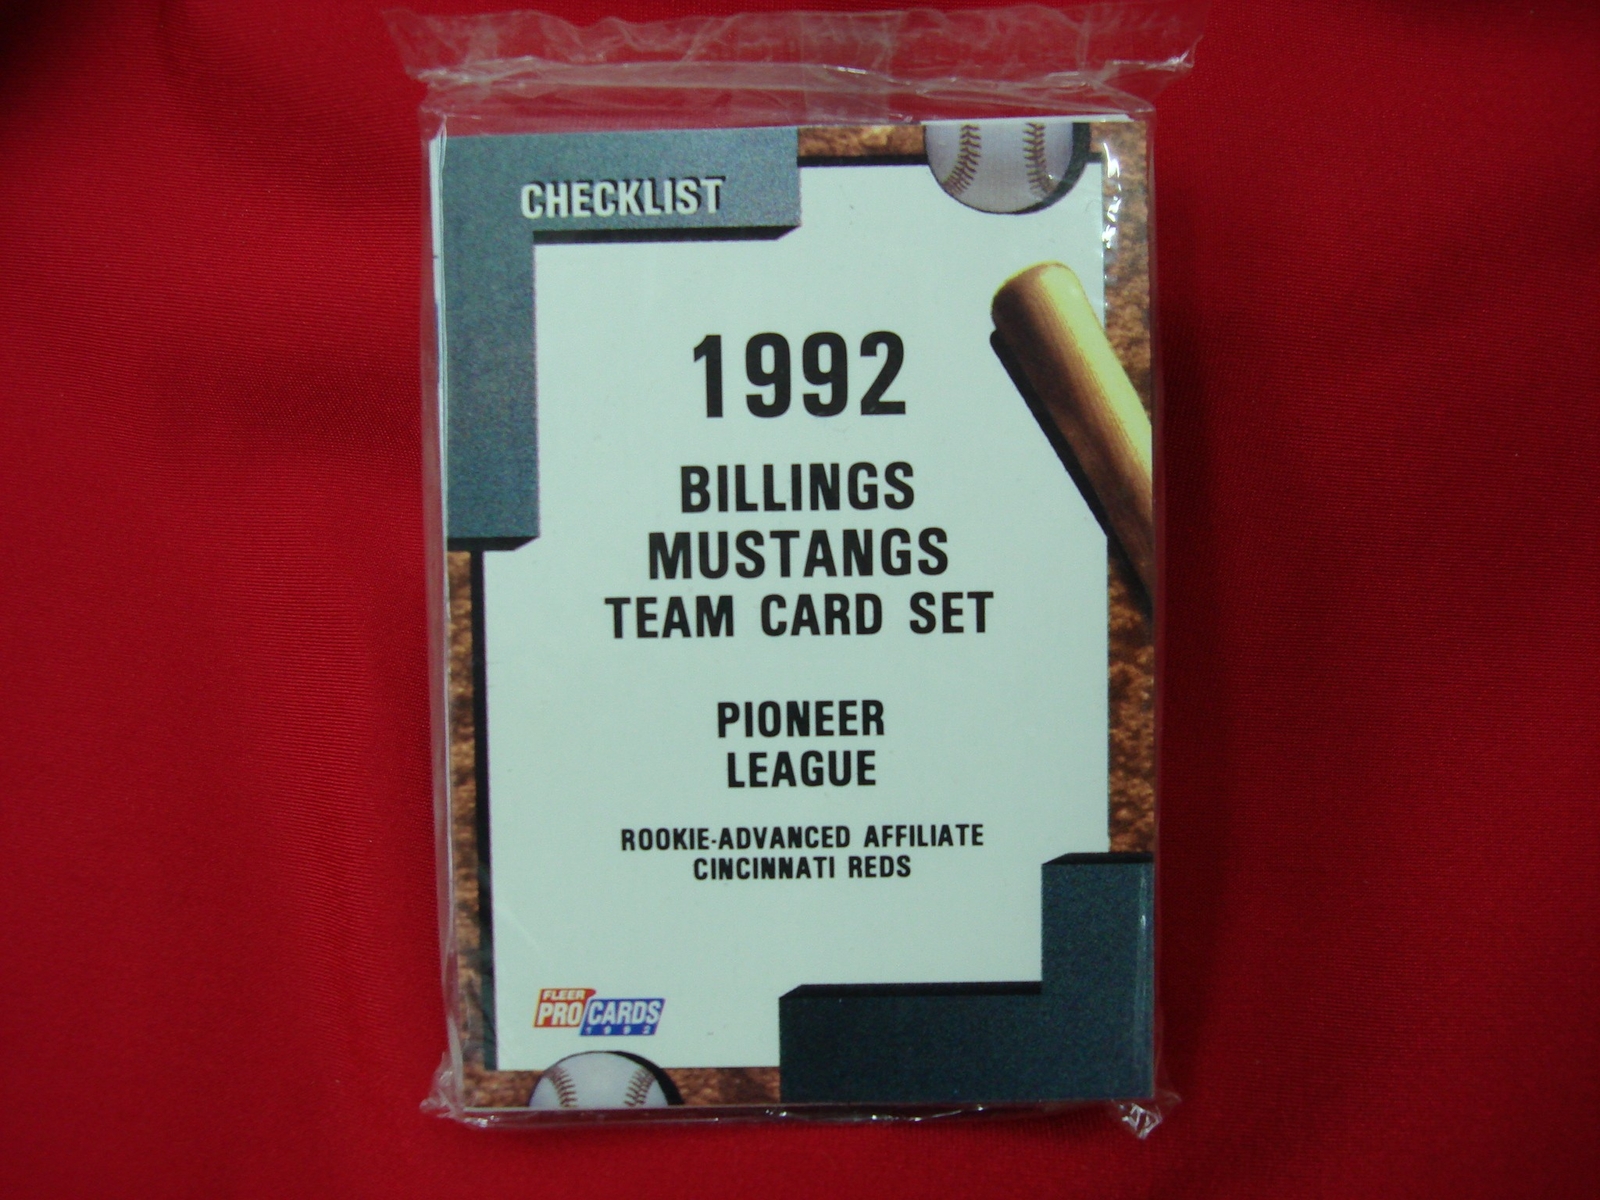 CHECKLIST
1992
BILLINGS
MUSTANGS
TEAM CARD SET
PIONEER
LEAGUE
ROOKIE-ADVANCED AFFILIATE
CINCINNATI REDS
FLEER
PRO CARDS
1992